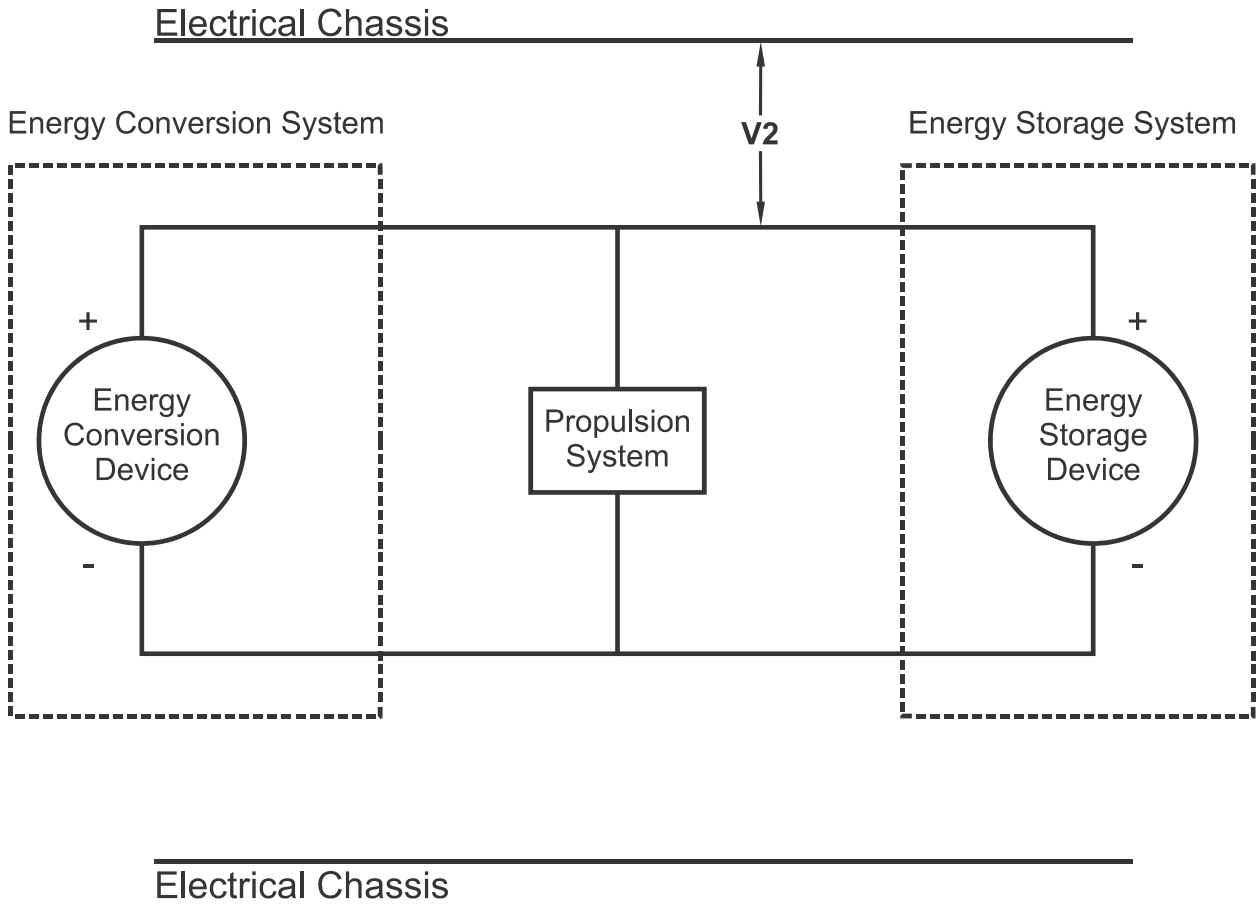 Electrical Chassis
Energy Conversion System
V2
Energy Storage System
+
+
Energy
Conversion
Device
Propulsion
System
Energy
Storage
Device
-
-
Electrical Chassis